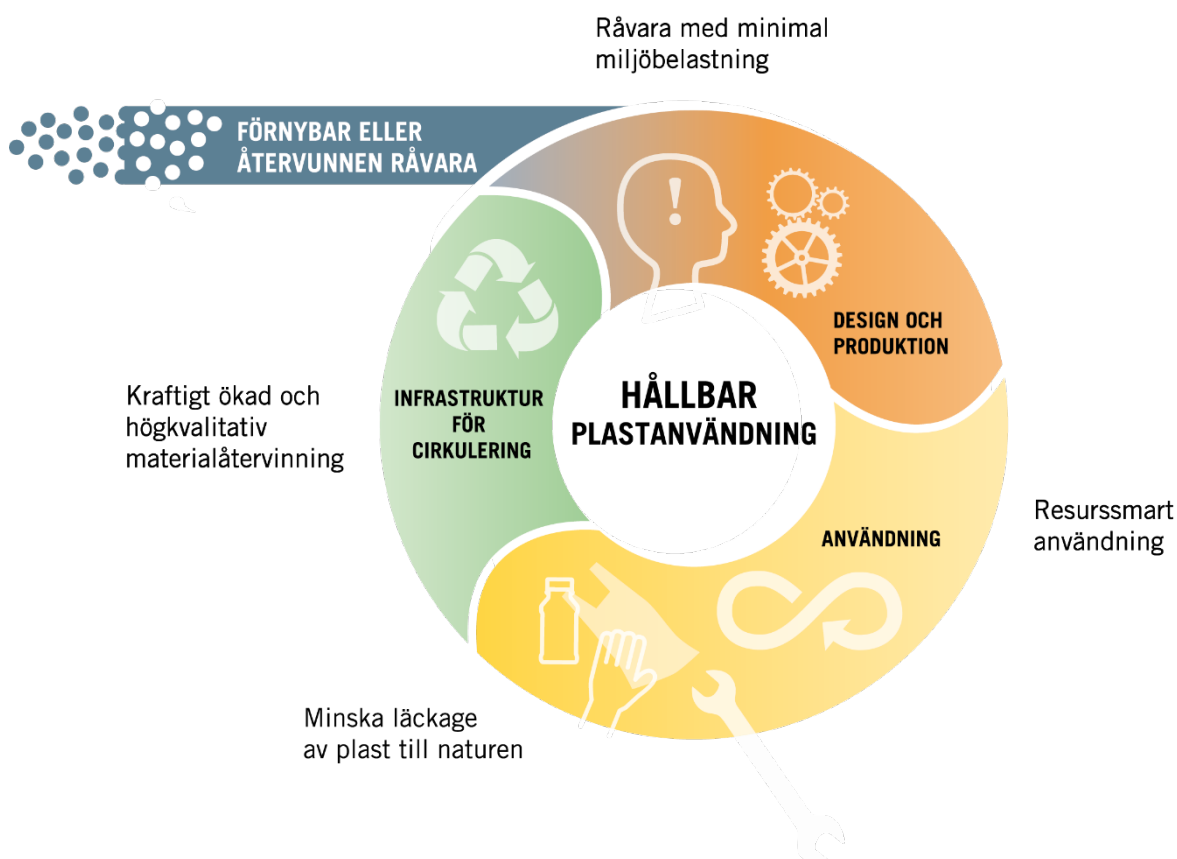 Råvara med minimal
miljöbelastning
FÖRNYBAR ELLER
ÅTERVUNNEN RÅVARA
DESIGN OCH
PRODUKTION
HÅLLBAR
PLASTANVÄNDNING
INFRASTRUKTUR
FÖR
CIRKULERING
Kraftigt ökad och
högkvalitativ
materialåtervinning
Resurssmart
användning
ANVÄNDNING
Minska läckage
av plast till naturen